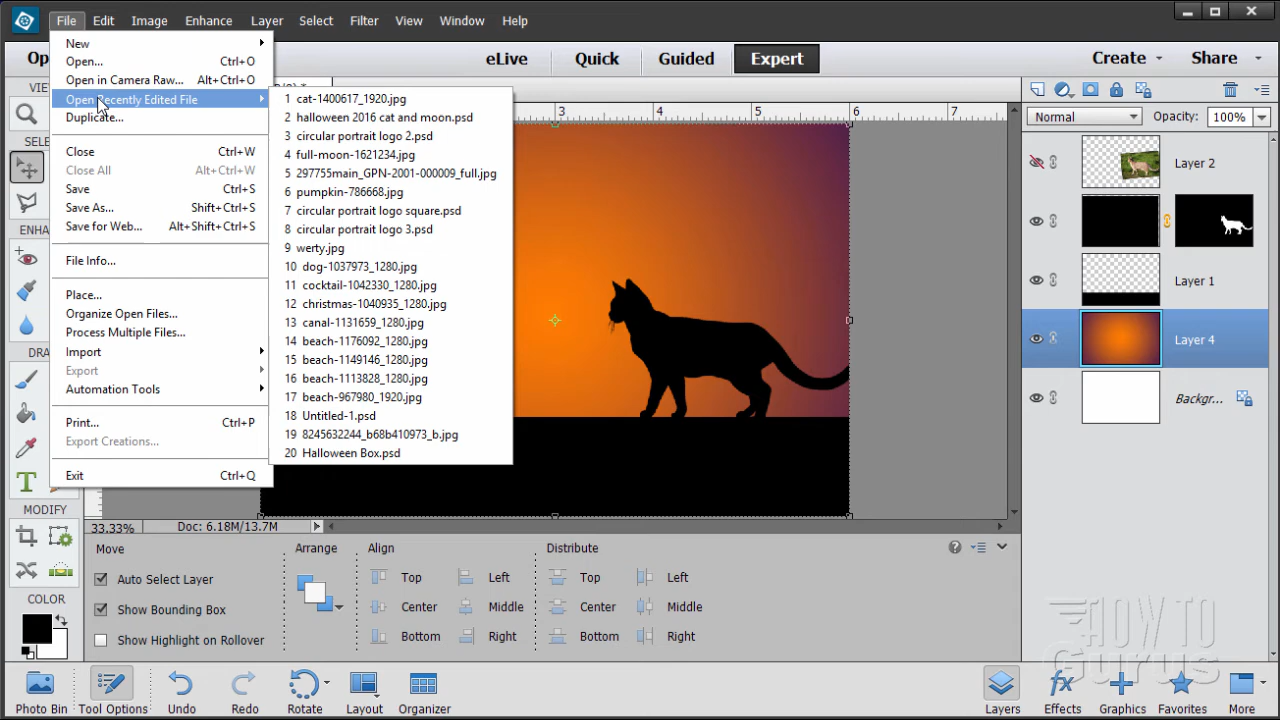 File Edit Image Enhance Layer Select Filter View Window Help
Op eLive Quick Guided Expert Create Share
New
Open... Ctrl+O
Open in Camera Raw... Alt+Ctrl+O
Open Recently Edited File
Duplicate...
Close Ctrl+W
Close All Alt+Ctrl+W
Save Ctrl+S
Save As... Shift+Ctrl+S
Save for Web... Alt+Shift+Ctrl+S
File Info...
Place...
Organize Open Files...
Process Multiple Files...
Import
Export
Automation Tools
Print... Ctrl+P
Export Creations...
Exit Ctrl+Q
1 cat-1400617_1920.jpg
2 halloween 2016 cat and moon.psd
3 circular portrait logo 2.psd
4 full-moon-1621234.jpg
5 297755main_GPN-2001-000009_full.jpg
6 pumpkin-786668.jpg
7 circular portrait logo square.psd
8 circular portrait logo 3.psd
9 werty.jpg
10 dog-1037973_1280.jpg
11 cocktail-1042330_1280.jpg
12 christmas-1040935_1280.jpg
13 canal-1131659_1280.jpg
14 beach-1176092_1280.jpg
15 beach-1149146_1280.jpg
16 beach-1113828_1280.jpg
17 beach-967980_1920.jpg
18 Untitled-1.psd
19 8245632244_b68b410973_b.jpg
20 Halloween Box.psd
VIE
SELE
ENHA
DRA
MODIFY
COLOR
3 4 5 6 7
Normal Opacity: 100%
Layer 2
Layer 1
Layer 4
Backgr...
33.33% Doc: 6.18M/13.7M
Move Arrange Align Distribute
Auto Select Layer Top Left Top Left
Show Bounding Box Center Middle Center Middle
Show Highlight on Rollover Bottom Right Bottom Right
HOW TO
Gurus
Photo Bin Tool Options Undo Redo Rotate Layout Organizer Layers Effects Graphics Favorites More